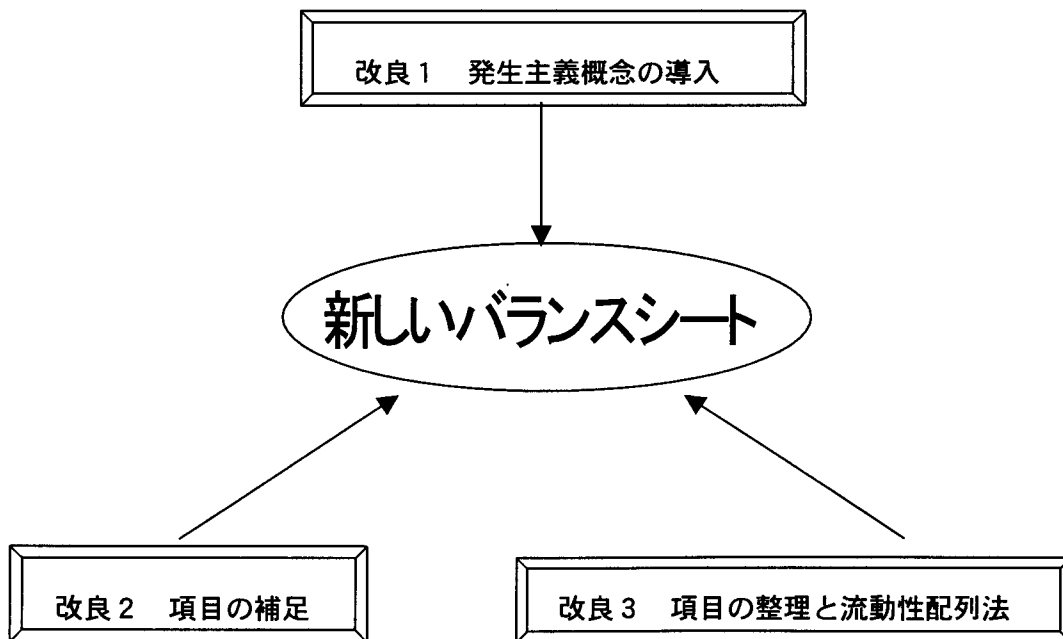 改良1 発生主義概念の導入
新しいバランスシート
改良2 項目の補足
改良3 項目の整理と流動性配列法